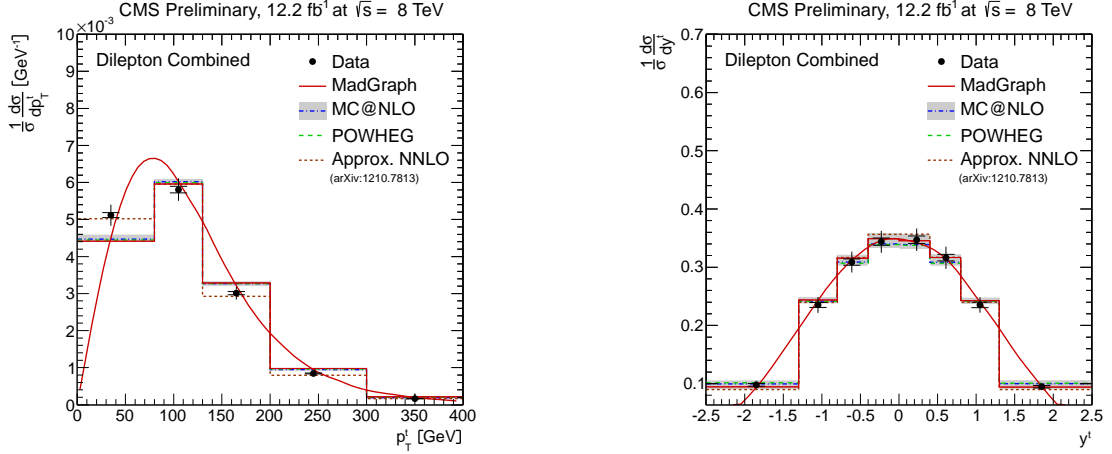 CMS Preliminary, 12.2 fb⁻¹ at √s = 8 TeV
×10⁻³
1/σ dσ/dp_T^t [GeV⁻¹]
Dilepton Combined
Data
MadGraph
MC@NLO
POWHEG
Approx. NNLO
(arXiv:1210.7813)
10
9
8
7
6
5
4
3
2
1
0
0 50 100 150 200 250 300 350 400
p_T^t [GeV]
CMS Preliminary, 12.2 fb⁻¹ at √s = 8 TeV
1/σ dσ/dy^t
Dilepton Combined
Data
MadGraph
MC@NLO
POWHEG
Approx. NNLO
(arXiv:1210.7813)
0.7
0.6
0.5
0.4
0.3
0.2
0.1
-2.5 -2 -1.5 -1 -0.5 0 0.5 1 1.5 2 2.5
y^t